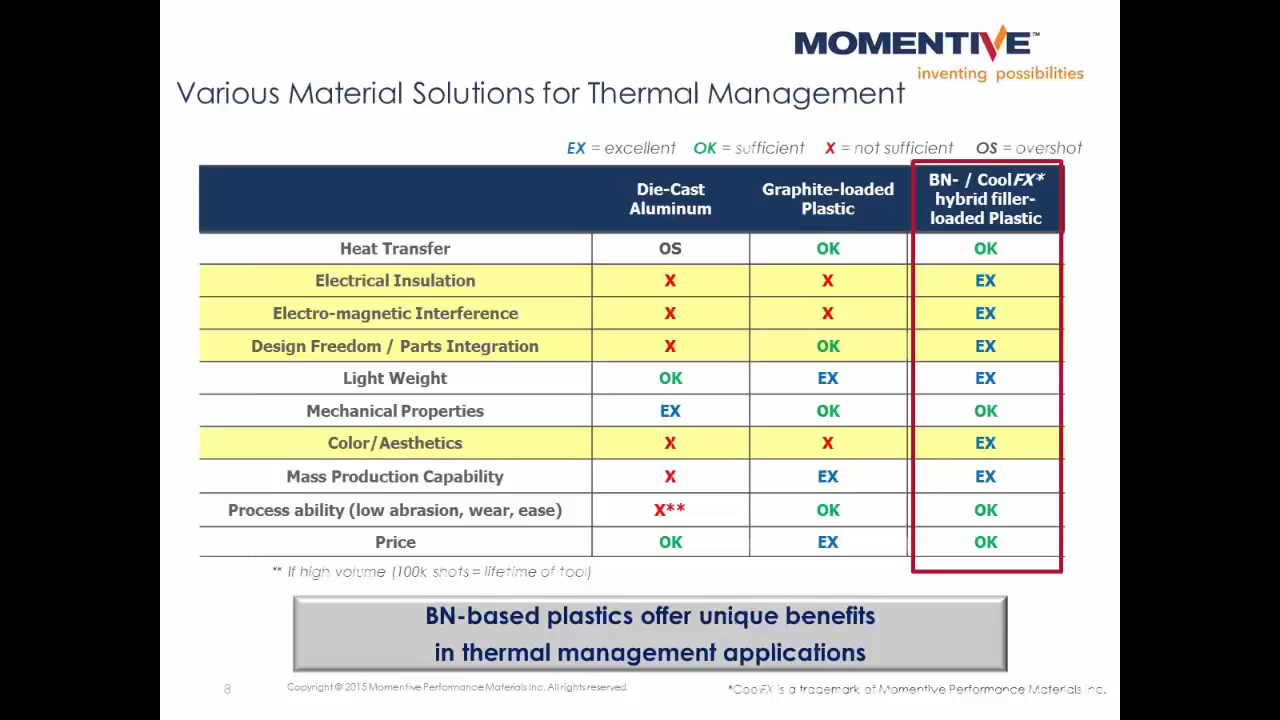 MOMENTIVE™
inventing possibilities
Various Material Solutions for Thermal Management
EX = excellent OK = sufficient X = not sufficient OS = overshot
Die-Cast Aluminum Graphite-loaded Plastic BN- / CoolFX* hybrid filler-loaded Plastic
Heat Transfer OS OK OK
Electrical Insulation X X EX
Electro-magnetic Interference X X EX
Design Freedom / Parts Integration X OK EX
Light Weight OK EX EX
Mechanical Properties EX OK OK
Color/Aesthetics X X EX
Mass Production Capability X EX EX
Process ability (low abrasion, wear, ease) X** OK OK
Price OK EX OK
** If high volume (100k shots = lifetime of tool)
BN-based plastics offer unique benefits
in thermal management applications
8 Copyright © 2015 Momentive Performance Materials Inc. All rights reserved. *CoolFX is a trademark of Momentive Performance Materials Inc.